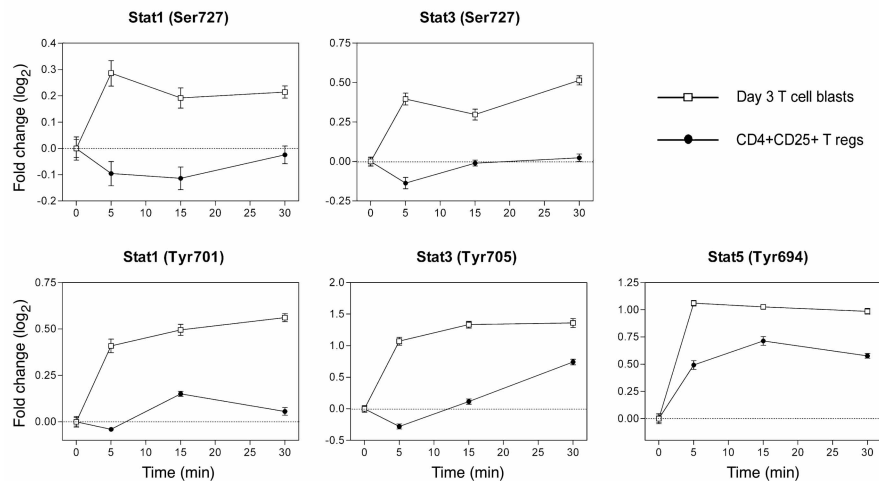 Stat1 (Ser727)
Stat3 (Ser727)
Fold change (log2)
0.4
0.3
0.2
0.1
0.0
-0.1
-0.2
0 5 10 15 20 25 30
0.75
0.50
0.25
0.00
-0.25
0 5 10 15 20 25 30
Day 3 T cell blasts
CD4+CD25+ T regs
Stat1 (Tyr701)
Stat3 (Tyr705)
Stat5 (Tyr694)
Fold change (log2)
0.75
0.50
0.25
0.00
0 5 10 15 20 25 30
Time (min)
2.0
1.5
1.0
0.5
0.0
-0.5
0 5 10 15 20 25 30
Time (min)
1.25
1.00
0.75
0.50
0.25
0.00
0 5 10 15 20 25 30
Time (min)